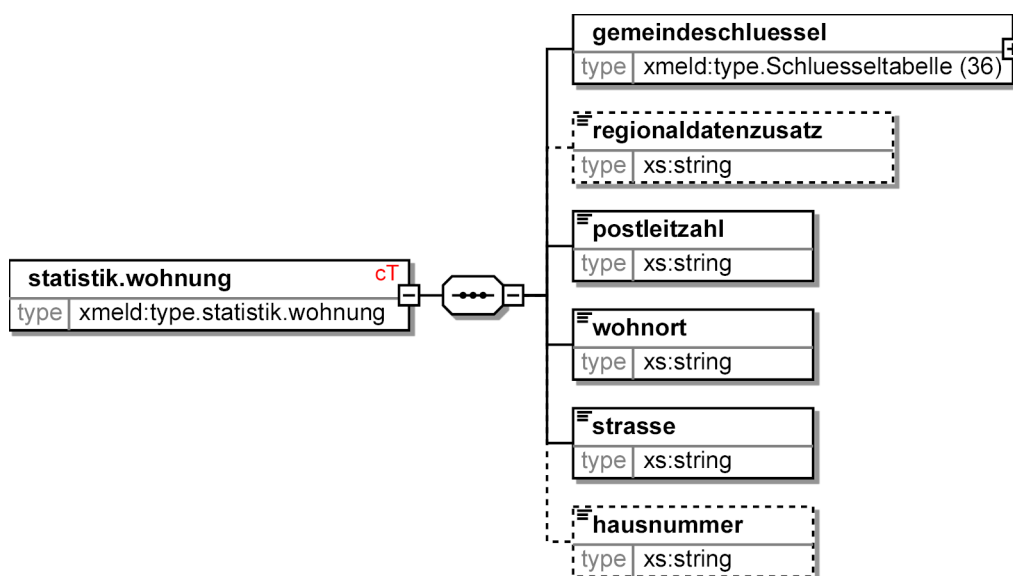 gemeindeschluessel
type xmeld:type.Schluesseltabelle (36)
regionaldatenzusatz
type xs:string
postleitzahl
type xs:string
statistik.wohnung cT
type xmeld:type.statistik.wohnung
wohnort
type xs:string
strasse
type xs:string
hausnummer
type xs:string